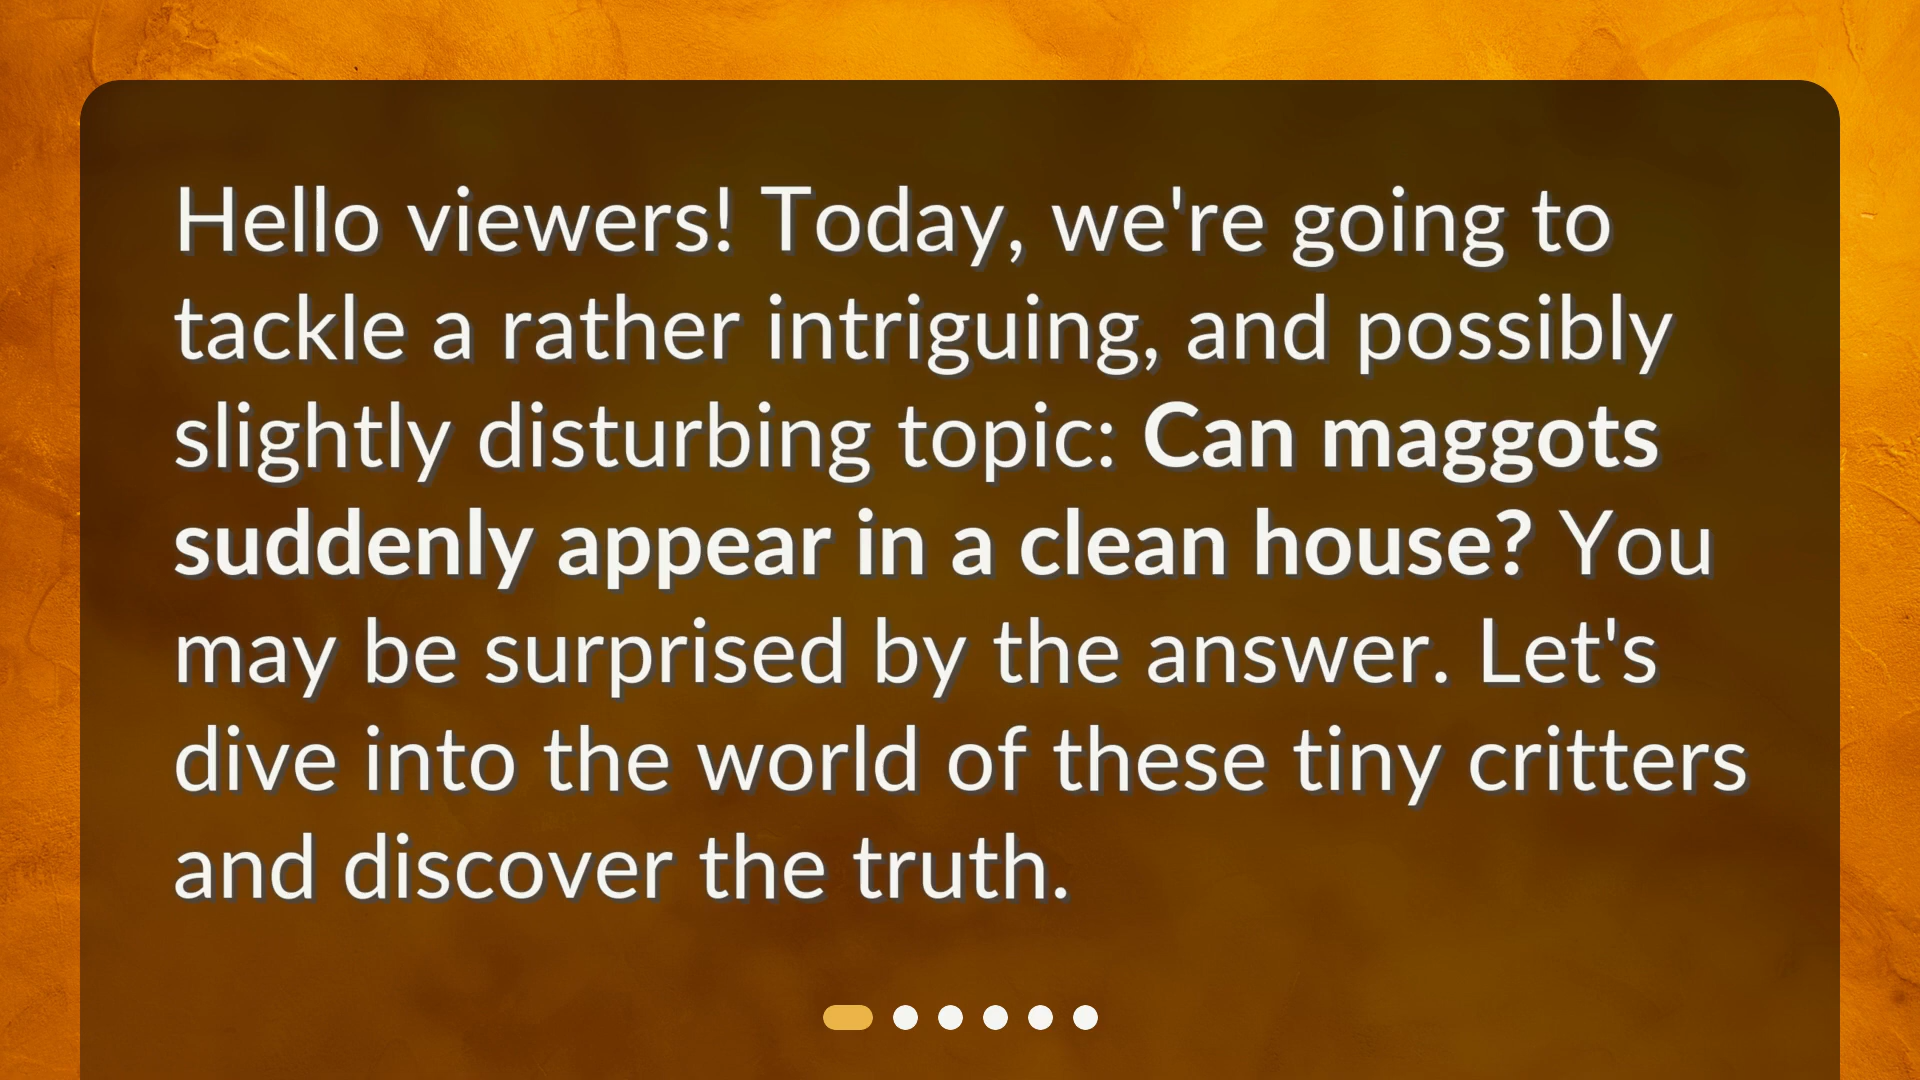 Hello viewers! Today, we're going to
tackle a rather intriguing, and possibly
slightly disturbing topic: Can maggots
suddenly appear in a clean house? You
may be surprised by the answer. Let's
dive into the world of these tiny critters
and discover the truth.